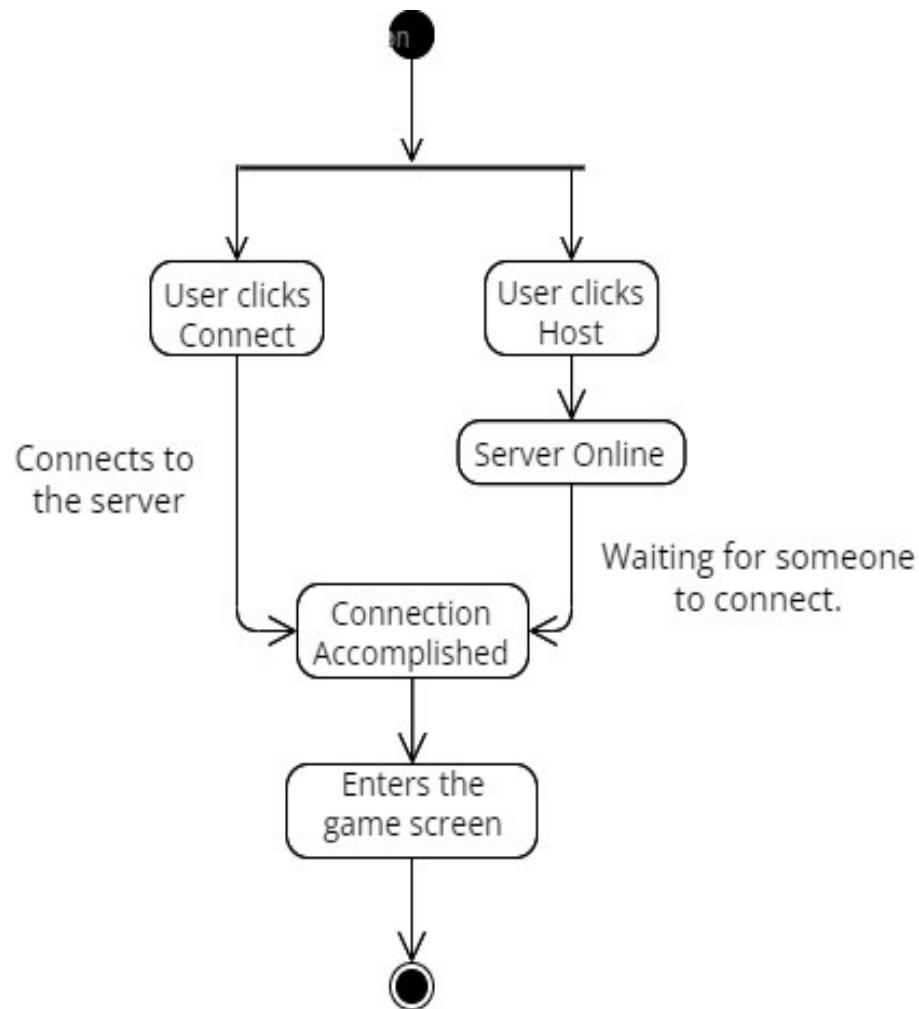 on
User clicks
Connect
User clicks
Host
Server Online
Connects to
the server
Waiting for someone
to connect.
Connection
Accomplished
Enters the
game screen